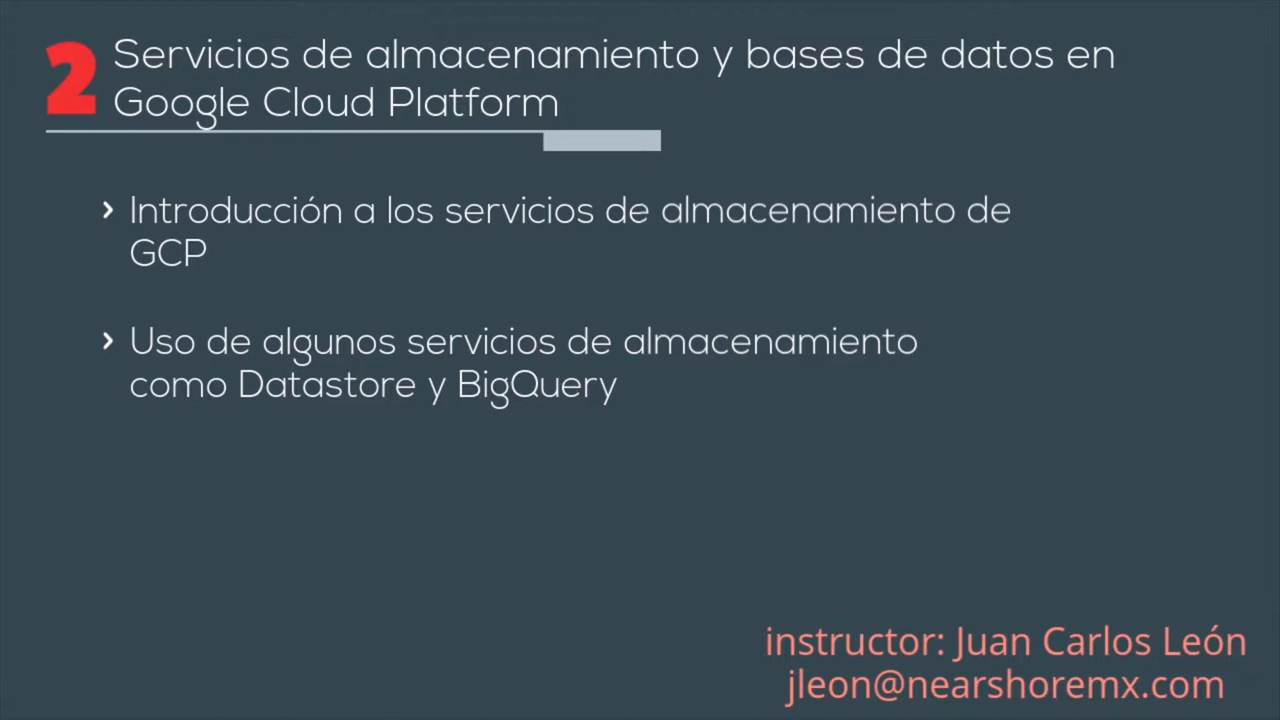 2 Servicios de almacenamiento y bases de datos en
Google Cloud Platform
› Introducción a los servicios de almacenamiento de
GCP
› Uso de algunos servicios de almacenamiento
como Datastore y BigQuery
instructor: Juan Carlos León
jleon@nearshoremx.com